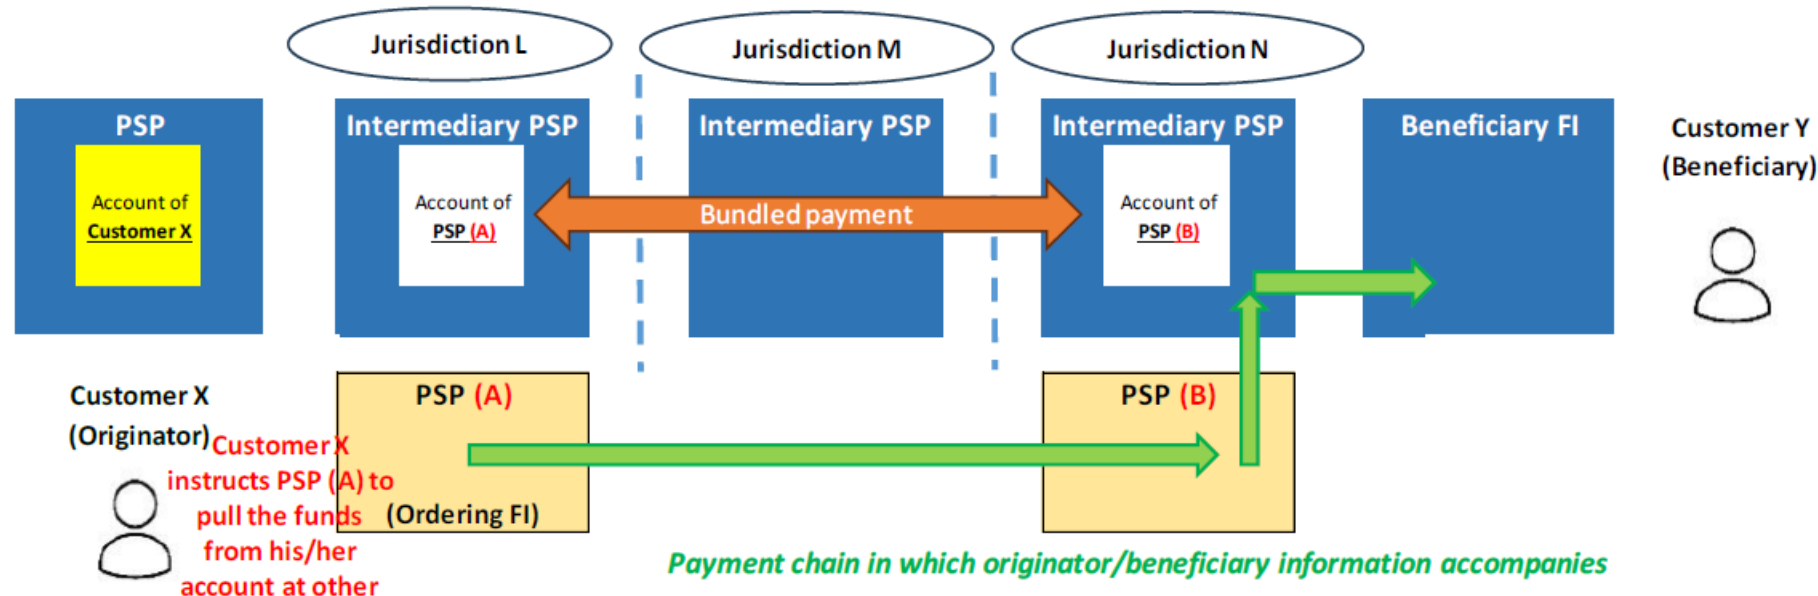 Jurisdiction L
Jurisdiction M
Jurisdiction N
PSP
Account of
Customer X
Intermediary PSP
Account of
PSP (A)
Intermediary PSP
Bundled payment
Intermediary PSP
Account of
PSP (B)
Beneficiary FI
Customer Y
(Beneficiary)
Customer X
(Originator)
Customer X
instructs PSP (A) to
pull the funds
from his/her
account at other
PSP (A)
(Ordering FI)
PSP (B)
Payment chain in which originator/beneficiary information accompanies